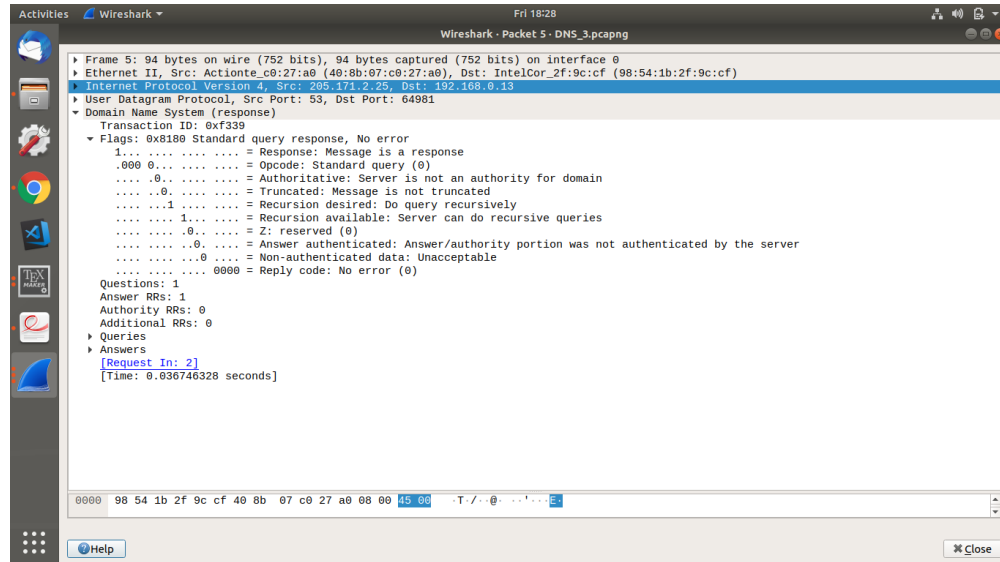 Activities Wireshark Fri 18:28
Wireshark · Packet 5 · DNS_3.pcapng
Frame 5: 94 bytes on wire (752 bits), 94 bytes captured (752 bits) on interface 0
Ethernet II, Src: Actionte_c0:27:a0 (40:8b:07:c0:27:a0), Dst: IntelCor_2f:9c:cf (98:54:1b:2f:9c:cf)
Internet Protocol Version 4, Src: 205.171.2.25, Dst: 192.168.0.13
User Datagram Protocol, Src Port: 53, Dst Port: 64981
Domain Name System (response)
Transaction ID: 0xf339
Flags: 0x8180 Standard query response, No error
1... .... .... .... = Response: Message is a response
.000 0... .... .... = Opcode: Standard query (0)
.... .0.. .... .... = Authoritative: Server is not an authority for domain
.... ..0. .... .... = Truncated: Message is not truncated
.... ...1 .... .... = Recursion desired: Do query recursively
.... .... 1... .... = Recursion available: Server can do recursive queries
.... .... .0.. .... = Z: reserved (0)
.... .... ..0. .... = Answer authenticated: Answer/authority portion was not authenticated by the server
.... .... ...0 .... = Non-authenticated data: Unacceptable
.... .... .... 0000 = Reply code: No error (0)
Questions: 1
Answer RRs: 1
Authority RRs: 0
Additional RRs: 0
Queries
Answers
[Request In: 2]
[Time: 0.036746328 seconds]
TEX
MAKER
0000 98 54 1b 2f 9c cf 40 8b 07 c0 27 a0 08 00 45 00 ·T·/··@· ··'···E·
Help Close